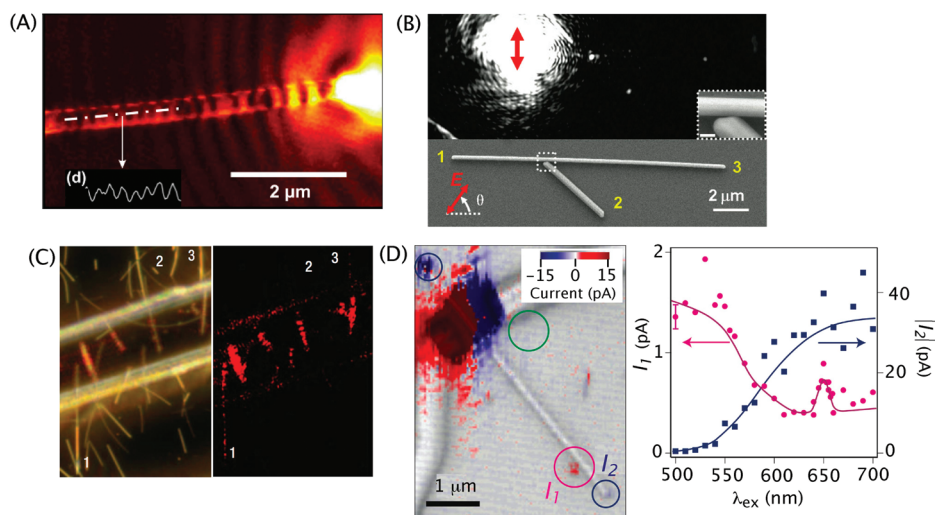 (A)
(d)
2 μm
(B)
1
3
2
E
θ
2 μm
(C)
2
3
1
2
3
1
(D)
-15
15
Current (pA)
I1
I2
1 μm
2
1
0
I1 (pA)
40
20
0
|I2| (pA)
500
550
600
650
700
λex (nm)